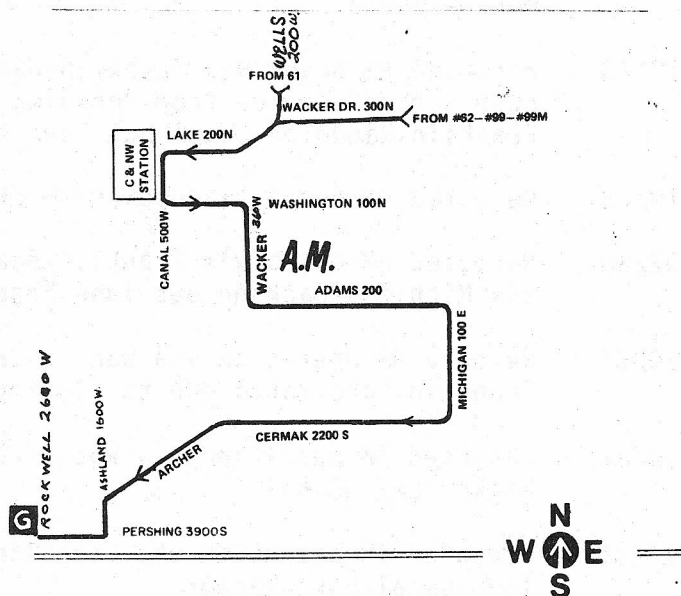 WELLS
200W
FROM 61
WACKER DR. 300N
FROM #62-#99-#99M
LAKE 200N
C & NW
STATION
WASHINGTON 100N
CANAL 500W
WACKER 360W
A.M.
ADAMS 200
MICHIGAN 100 E
CERMAK 2200 S
ARCHER
ASHLAND 1600W
ROCKWELL 2600 W
G
PERSHING 3900S
N
W E
S